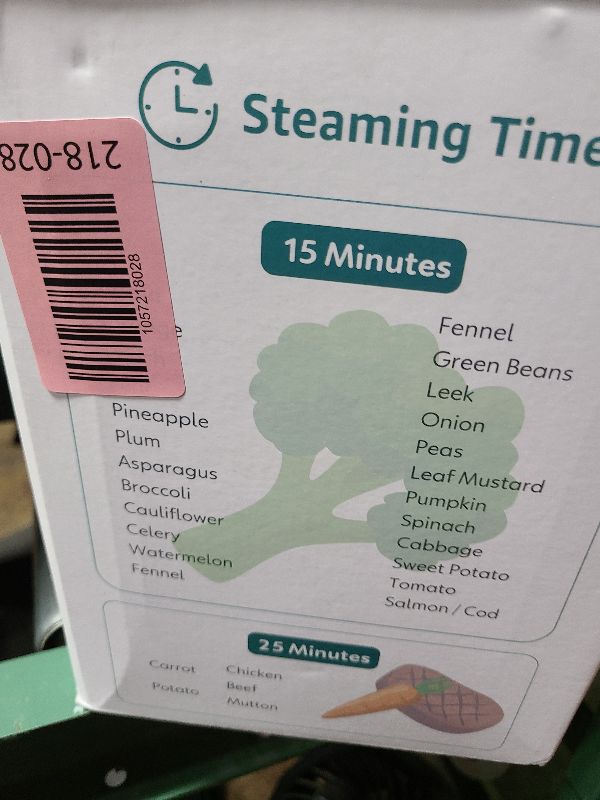 Steaming Time
218-028
1057218028
15 Minutes
Pineapple
Plum
Asparagus
Broccoli
Cauliflower
Celery
Watermelon
Fennel
Fennel
Green Beans
Leek
Onion
Peas
Leaf Mustard
Pumpkin
Spinach
Cabbage
Sweet Potato
Tomato
Salmon / Cod
25 Minutes
Carrot
Potato
Chicken
Beef
Mutton